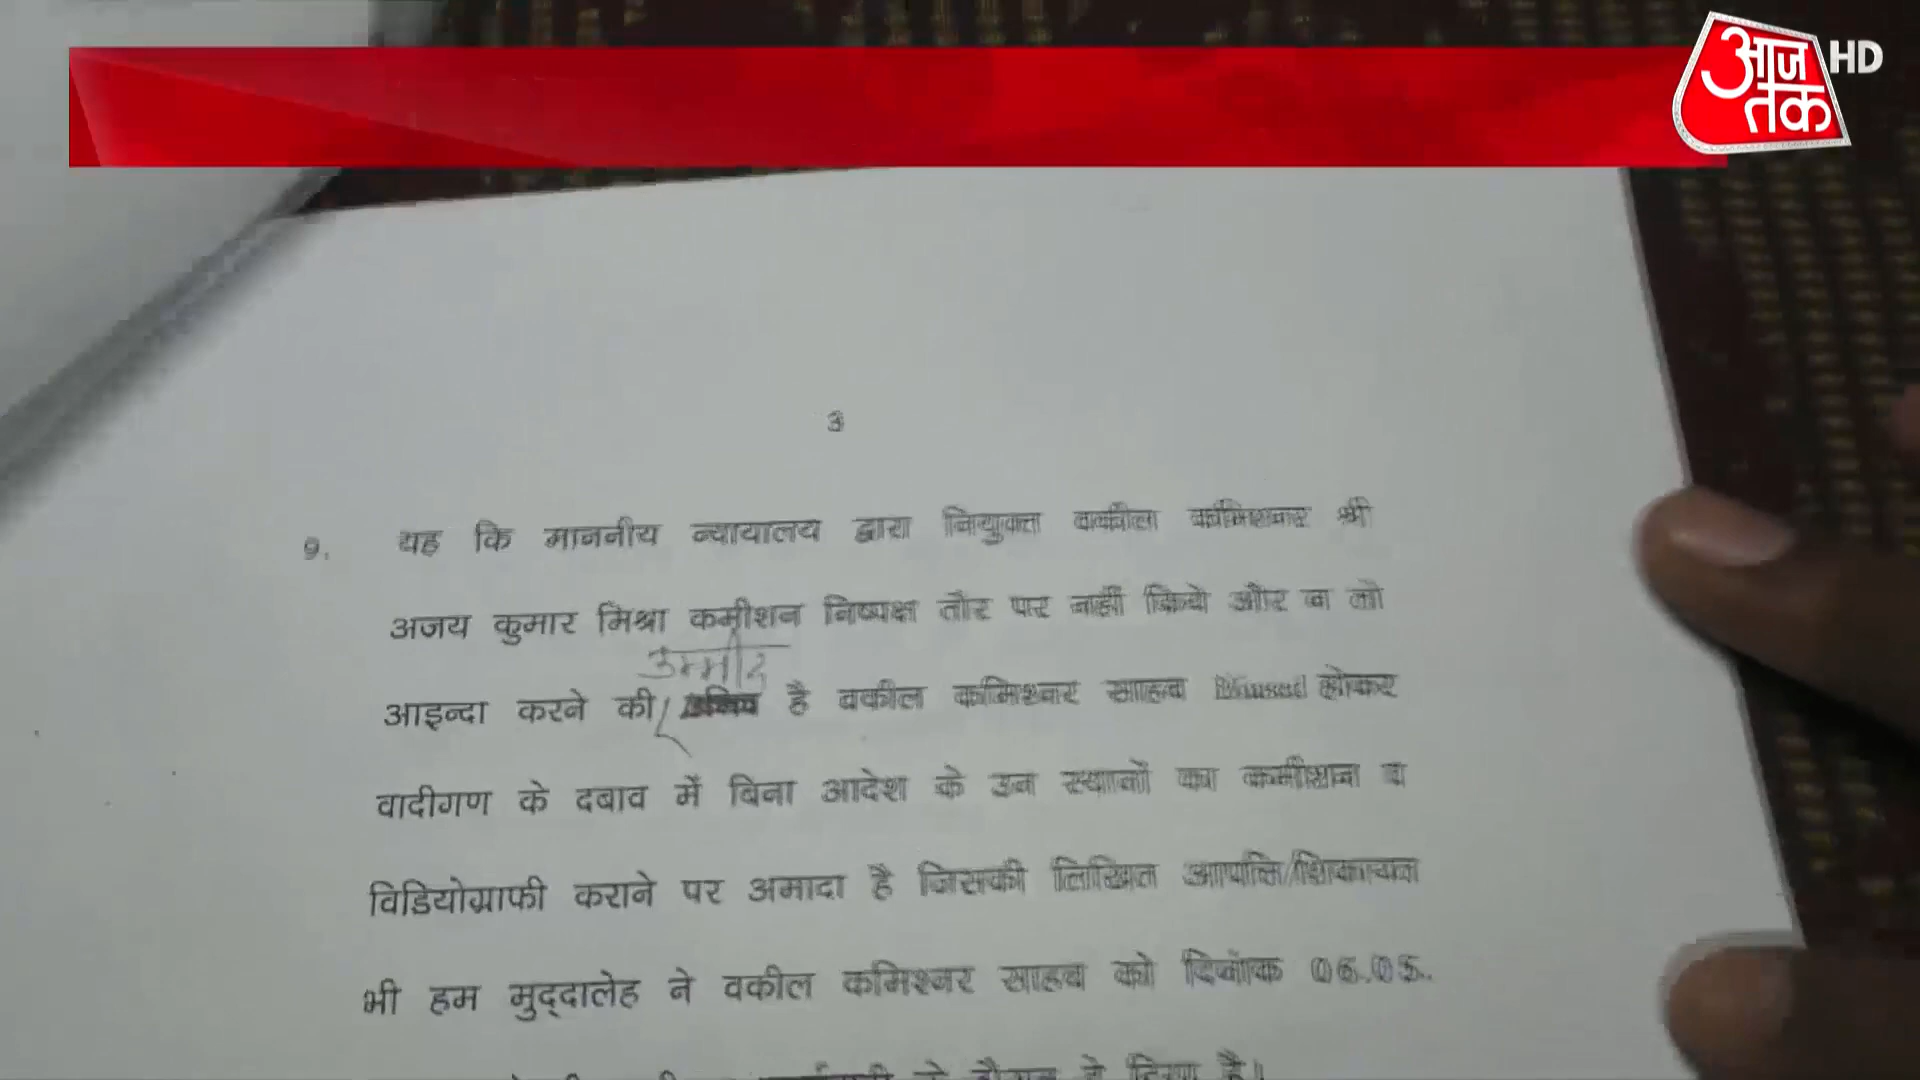 आज तक HD
3
9. यह कि माननीय न्यायालय द्वारा नियुक्त वकील कमिश्नर श्री
अजय कुमार मिश्रा कमीशन निष्पक्ष तौर पर नहीं किये और न तो
उम्मीद
आइन्दा करने की है वकील कमिश्नर साहब होकर
वादीगण के दबाव में बिना आदेश के उन स्थानों का कमीशन व
विडियोग्राफी कराने पर अमादा है जिसकी लिखित आपत्ति/शिकायत
भी हम मुद्दालेह ने वकील कमिश्नर साहब को दिनॉक 06.05.
दिया है।